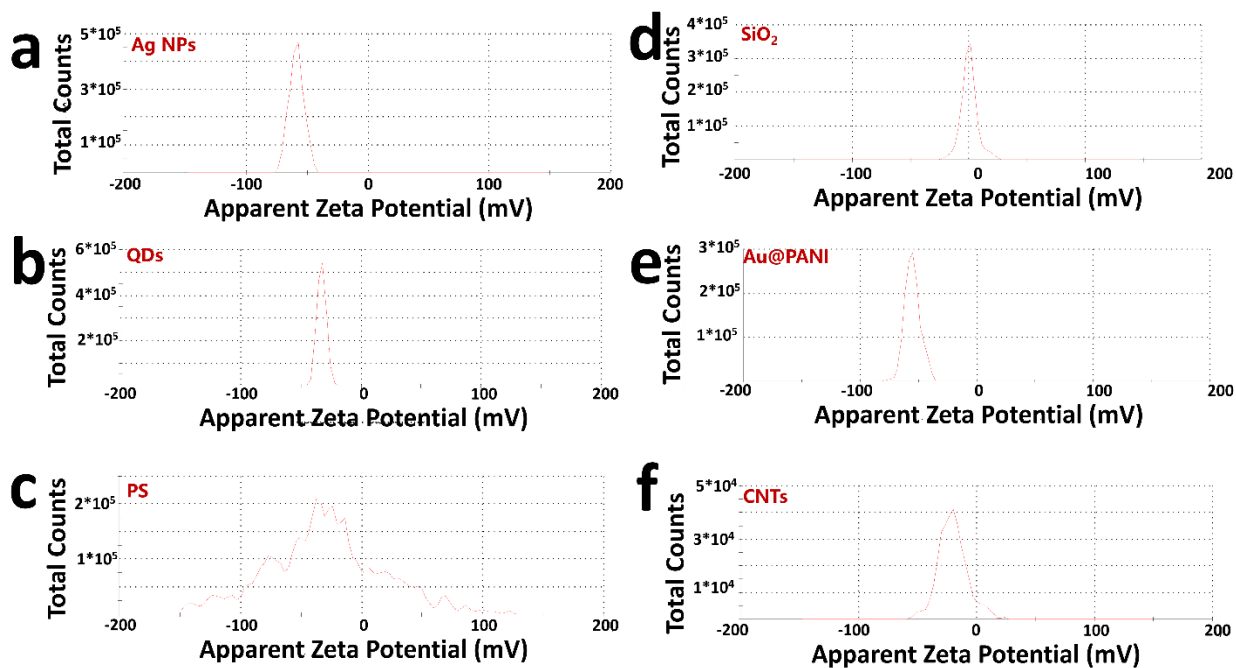 a
Ag NPs
Total Counts
5*10⁵
3*10⁵
1*10⁵
-200 -100 0 100 200
Apparent Zeta Potential (mV)
b
QDs
Total Counts
6*10⁵
4*10⁵
2*10⁵
-200 -100 0 100 200
Apparent Zeta Potential (mV)
c
PS
Total Counts
2*10⁵
1*10⁵
-200 -100 0 100 200
Apparent Zeta Potential (mV)
d
SiO₂
Total Counts
4*10⁵
3*10⁵
2*10⁵
1*10⁵
-200 -100 0 100 200
Apparent Zeta Potential (mV)
e
Au@PANI
Total Counts
3*10⁵
2*10⁵
1*10⁵
-200 -100 0 100 200
Apparent Zeta Potential (mV)
f
CNTs
Total Counts
5*10⁴
3*10⁴
1*10⁴
-200 -100 0 100 200
Apparent Zeta Potential (mV)